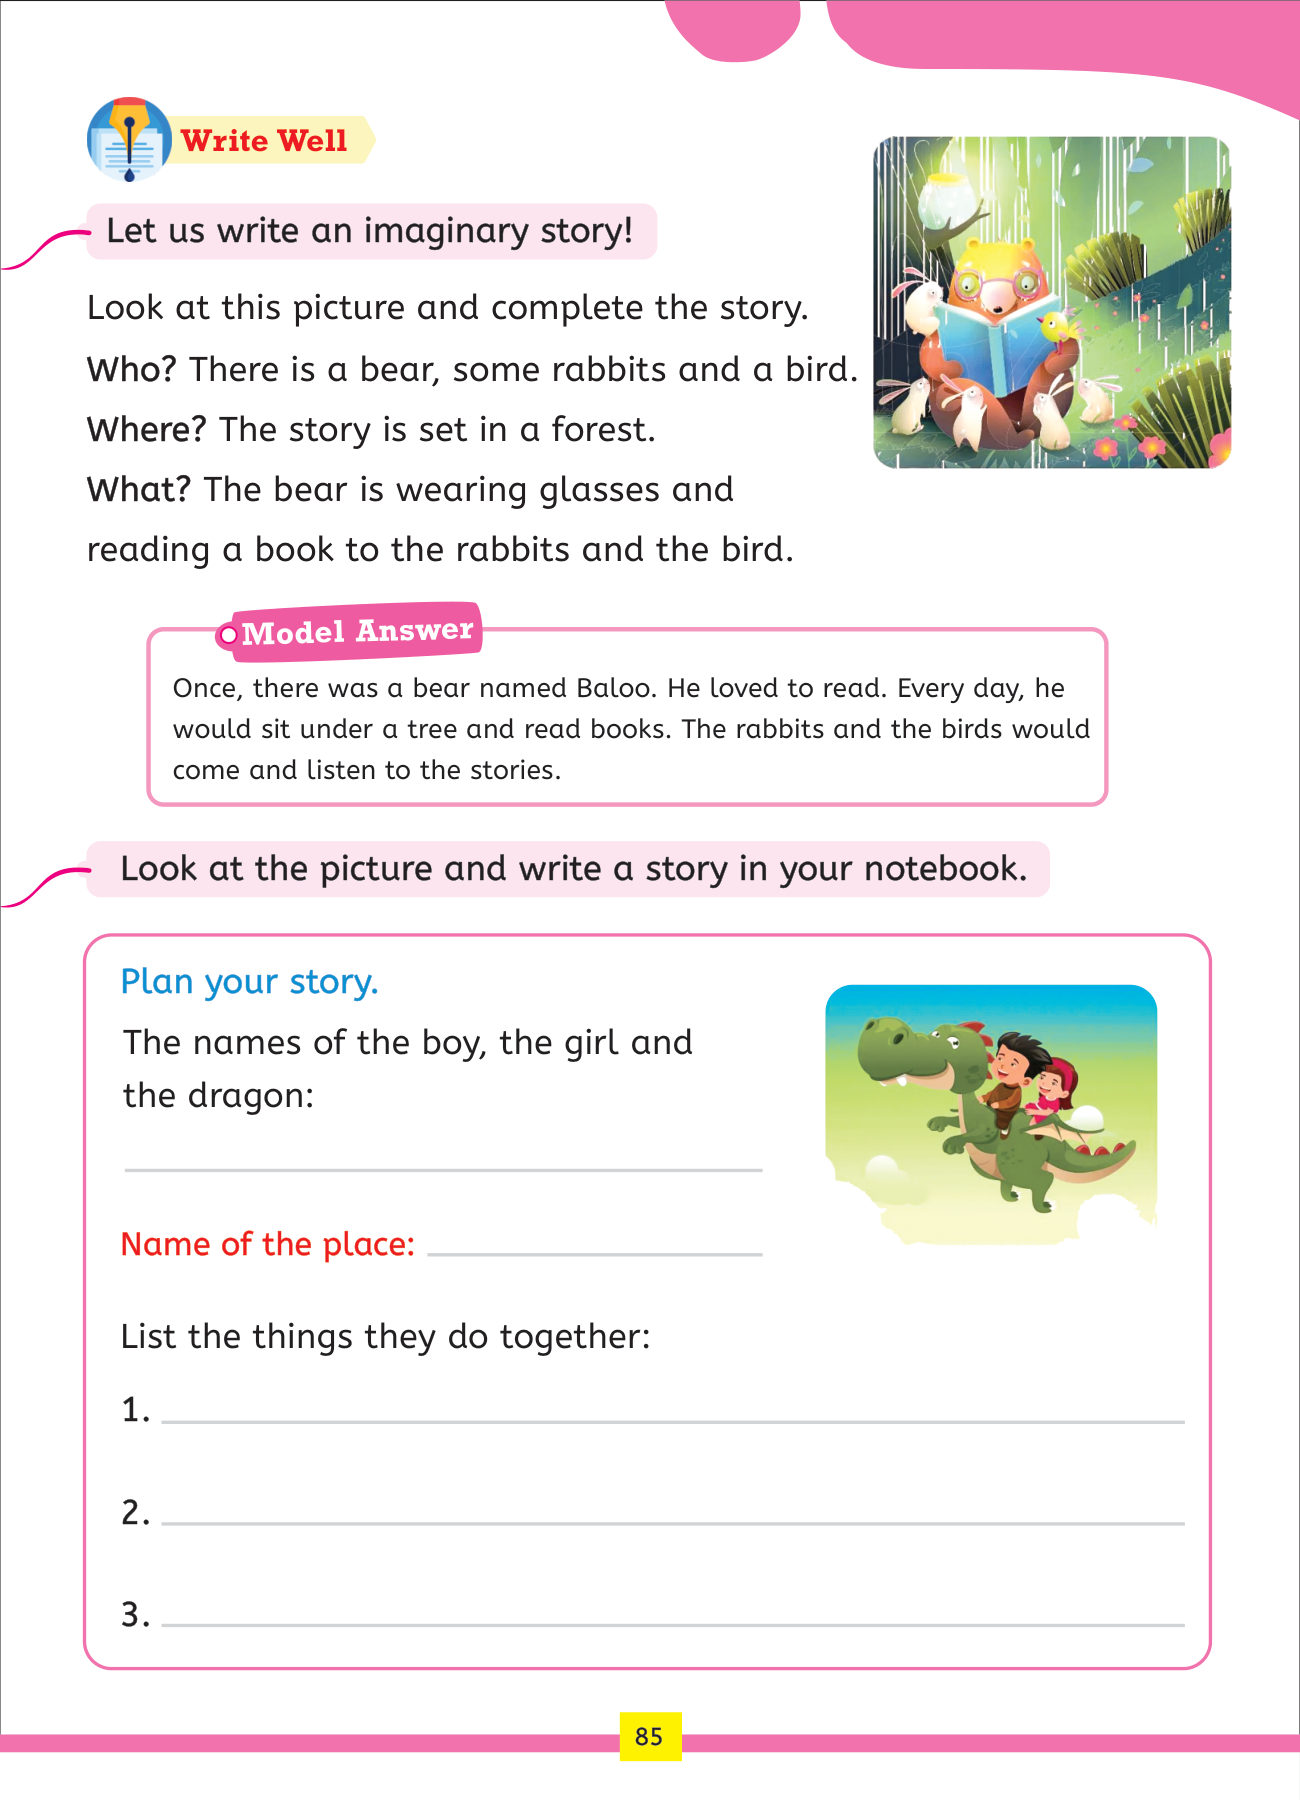 Write Well
Let us write an imaginary story!
Look at this picture and complete the story.
Who? There is a bear, some rabbits and a bird.
Where? The story is set in a forest.
What? The bear is wearing glasses and
reading a book to the rabbits and the bird.
Model Answer
Once, there was a bear named Baloo. He loved to read. Every day, he
would sit under a tree and read books. The rabbits and the birds would
come and listen to the stories.
Look at the picture and write a story in your notebook.
Plan your story.
The names of the boy, the girl and
the dragon:
Name of the place:
List the things they do together:
1.
2.
3.
85